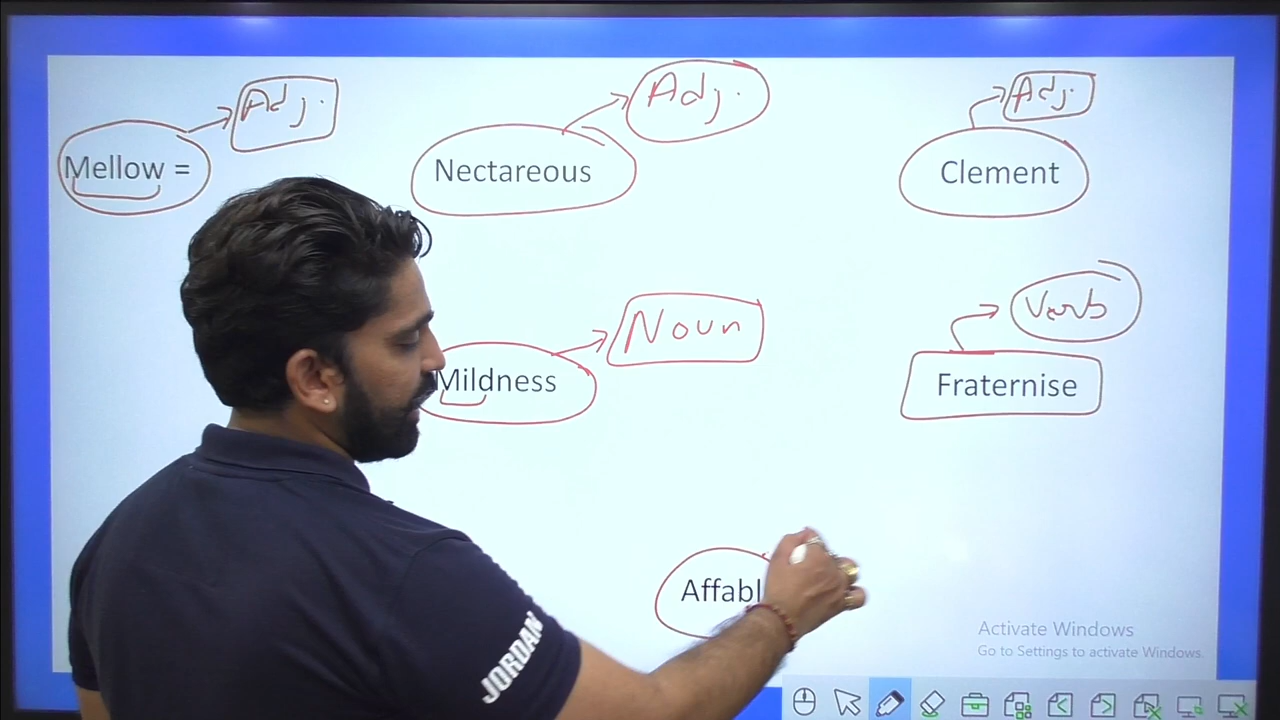 Adj.
Adj.
Adj.
Mellow =
Nectareous
Clement
Noun
Verb
Mildness
Fraternise
Affabl
JORDAN
Activate Windows
Go to Settings to activate Windows.